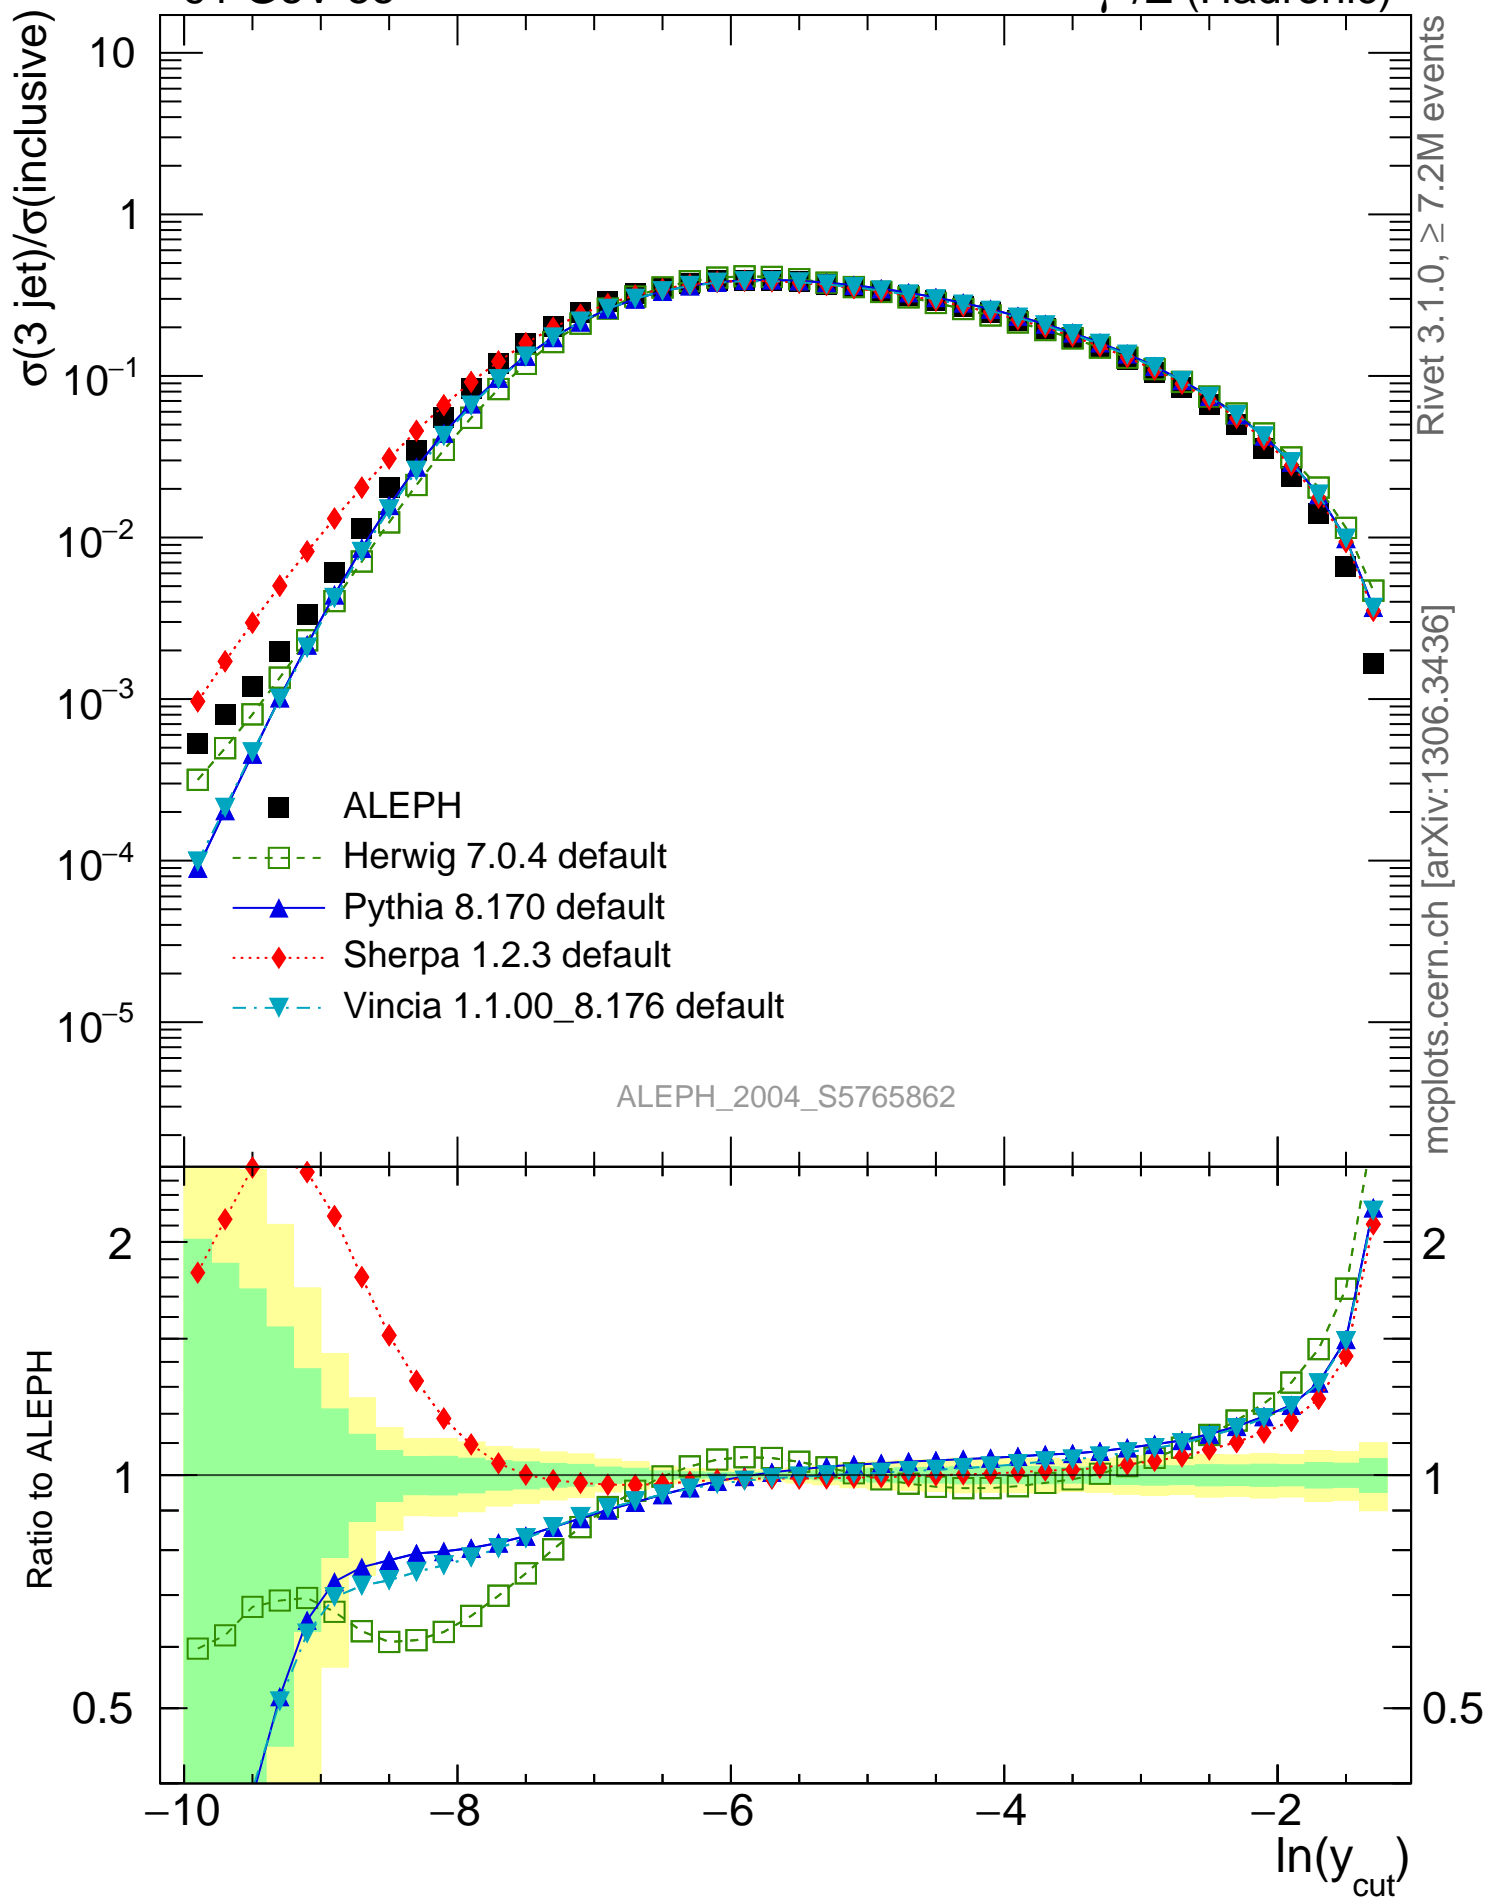 σ(3 jet)/σ(inclusive)
10
1
10⁻¹
10⁻²
10⁻³
10⁻⁴
10⁻⁵
ALEPH
Herwig 7.0.4 default
Pythia 8.170 default
Sherpa 1.2.3 default
Vincia 1.1.00_8.176 default
ALEPH_2004_S5765862
Rivet 3.1.0, ≥ 7.2M events
mcplots.cern.ch [arXiv:1306.3436]
Ratio to ALEPH
2
1
0.5
2
1
0.5
−10 −8 −6 −4 −2
ln(y_cut)